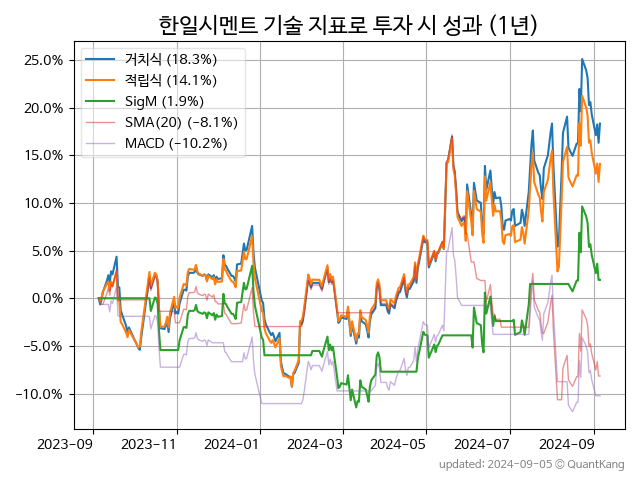 한일시멘트 기술 지표로 투자 시 성과 (1년)
거치식 (18.3%)
적립식 (14.1%)
SigM (1.9%)
SMA(20) (−8.1%)
MACD (−10.2%)
25.0%
20.0%
15.0%
10.0%
5.0%
0.0%
−5.0%
−10.0%
2023-09 2023-11 2024-01 2024-03 2024-05 2024-07 2024-09
updated: 2024-09-05 © QuantKang